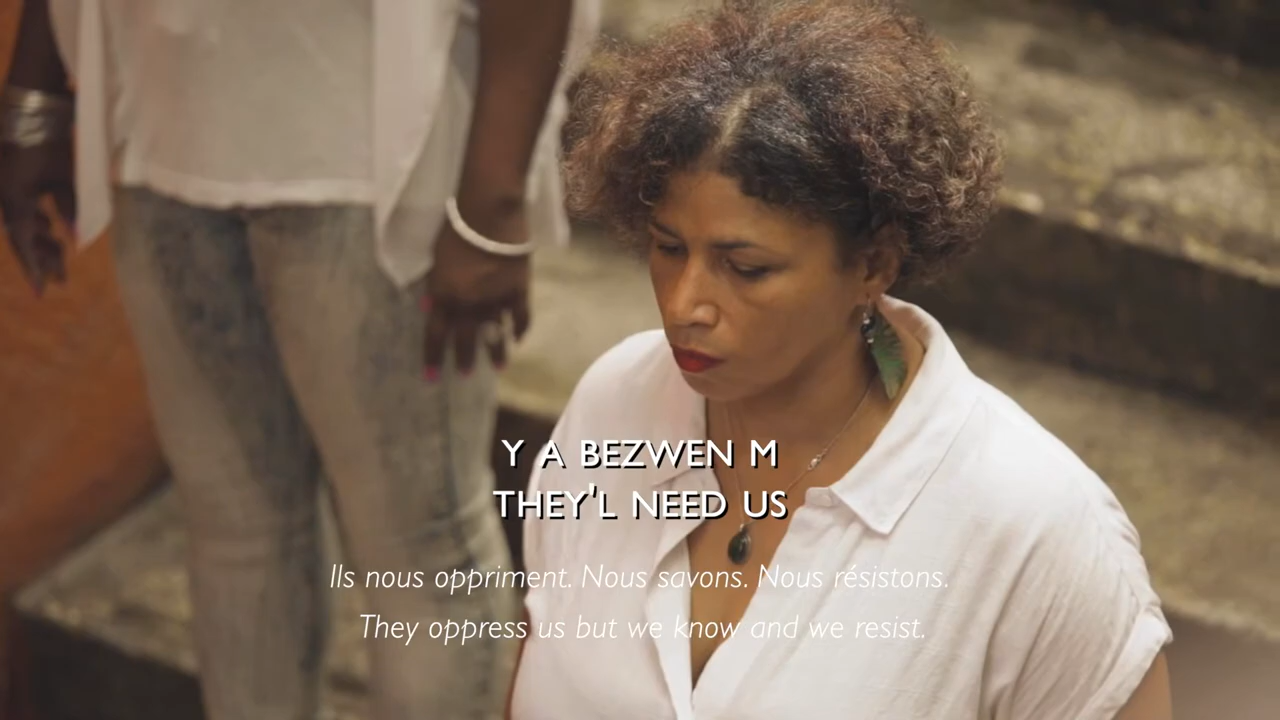 Y A BEZWEN M
THEY'L NEED US
Ils nous oppriment. Nous savons. Nous résistons.
They oppress us but we know and we resist.